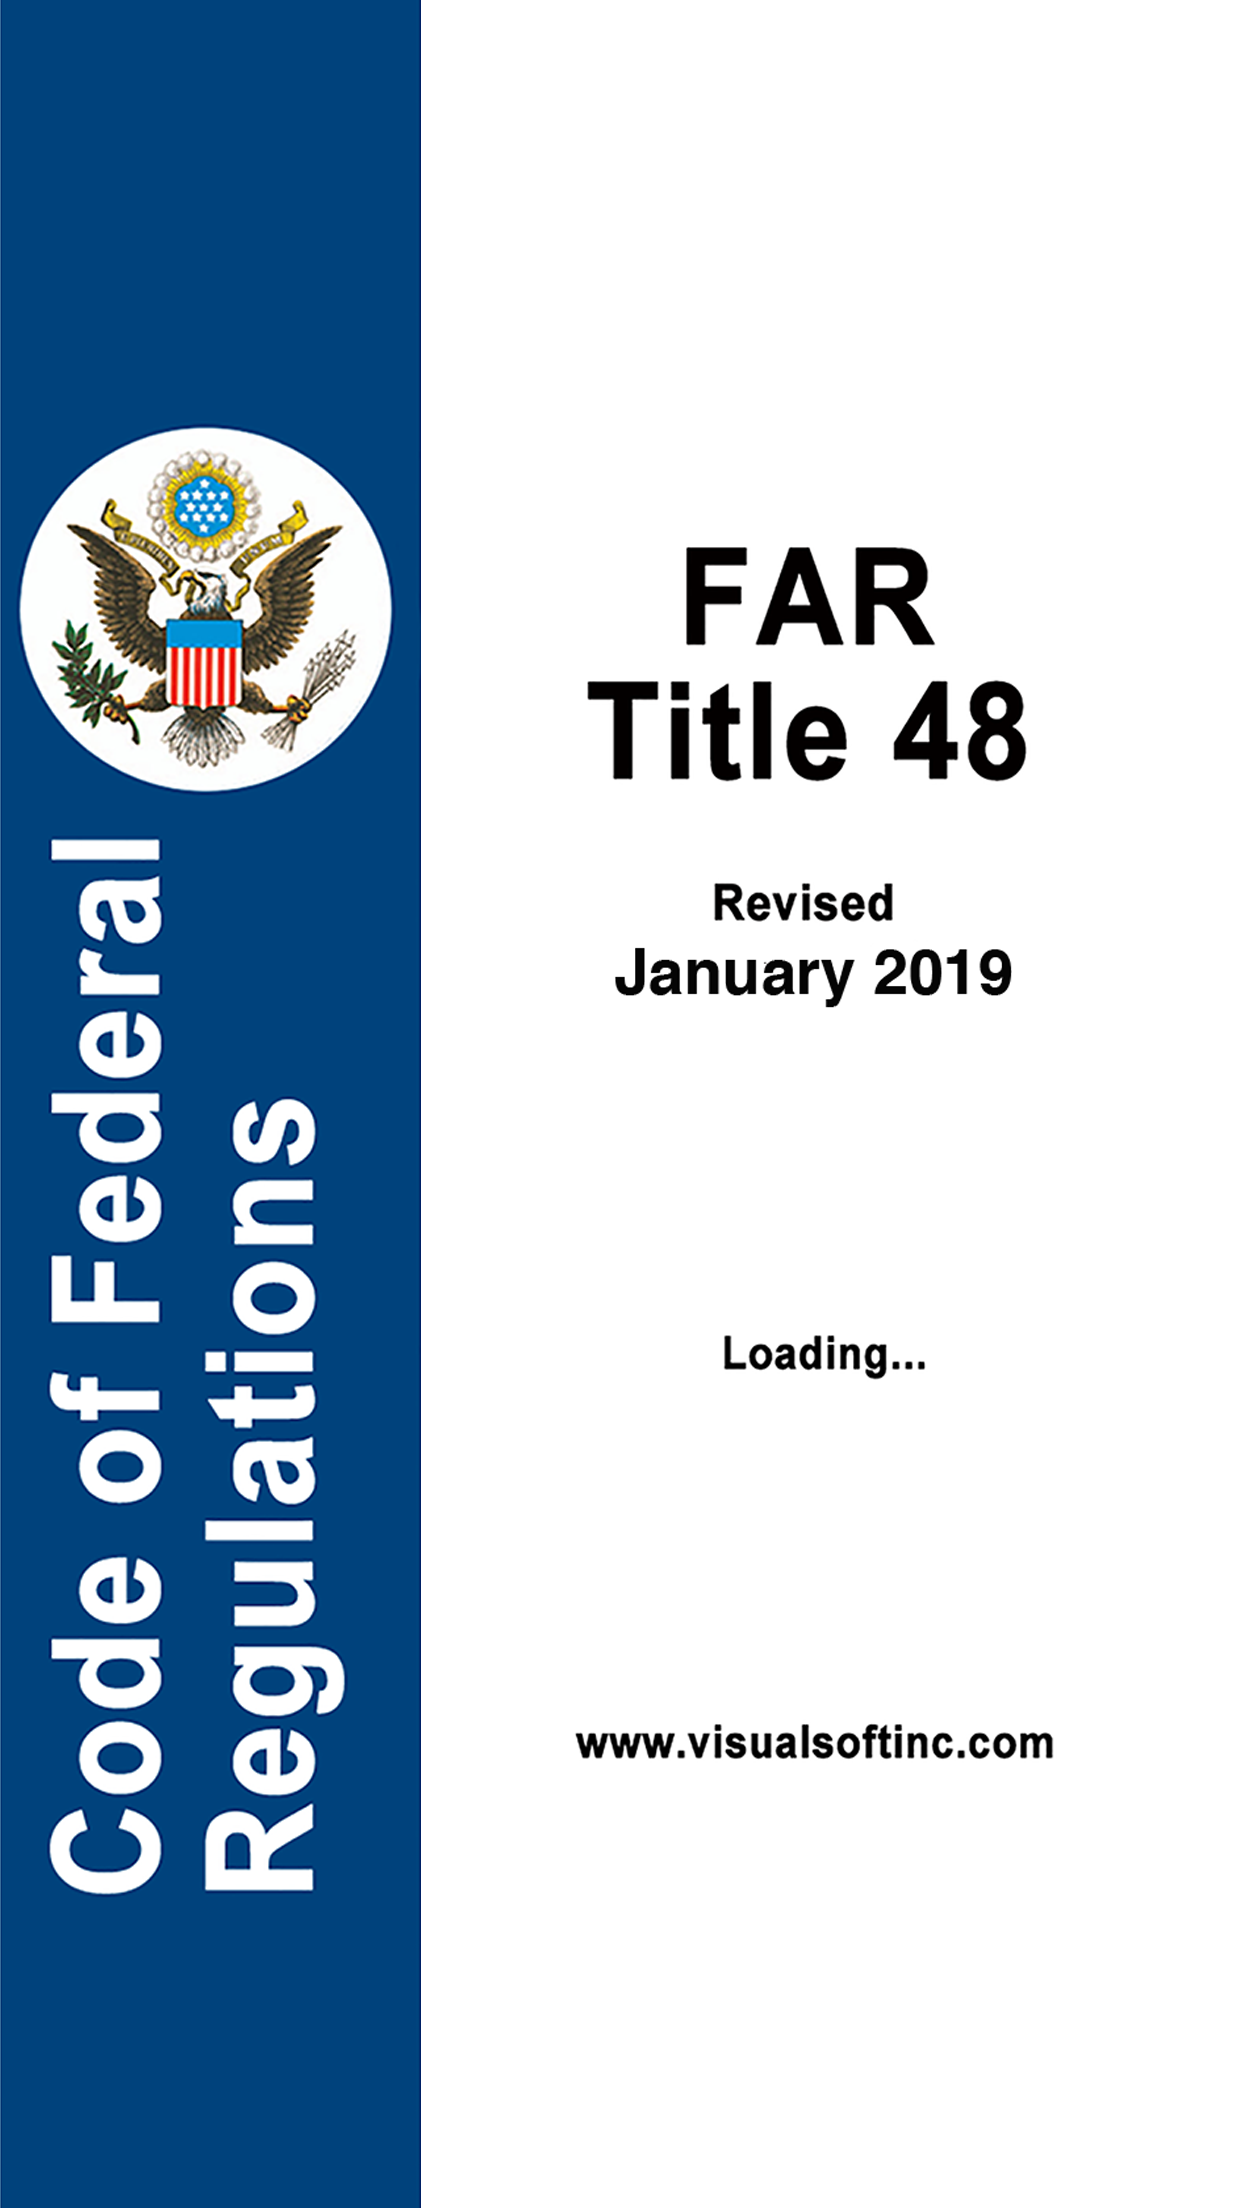 Code of Federal
Regulations
FAR
Title 48
Revised
January 2019
Loading...
www.visualsoftinc.com